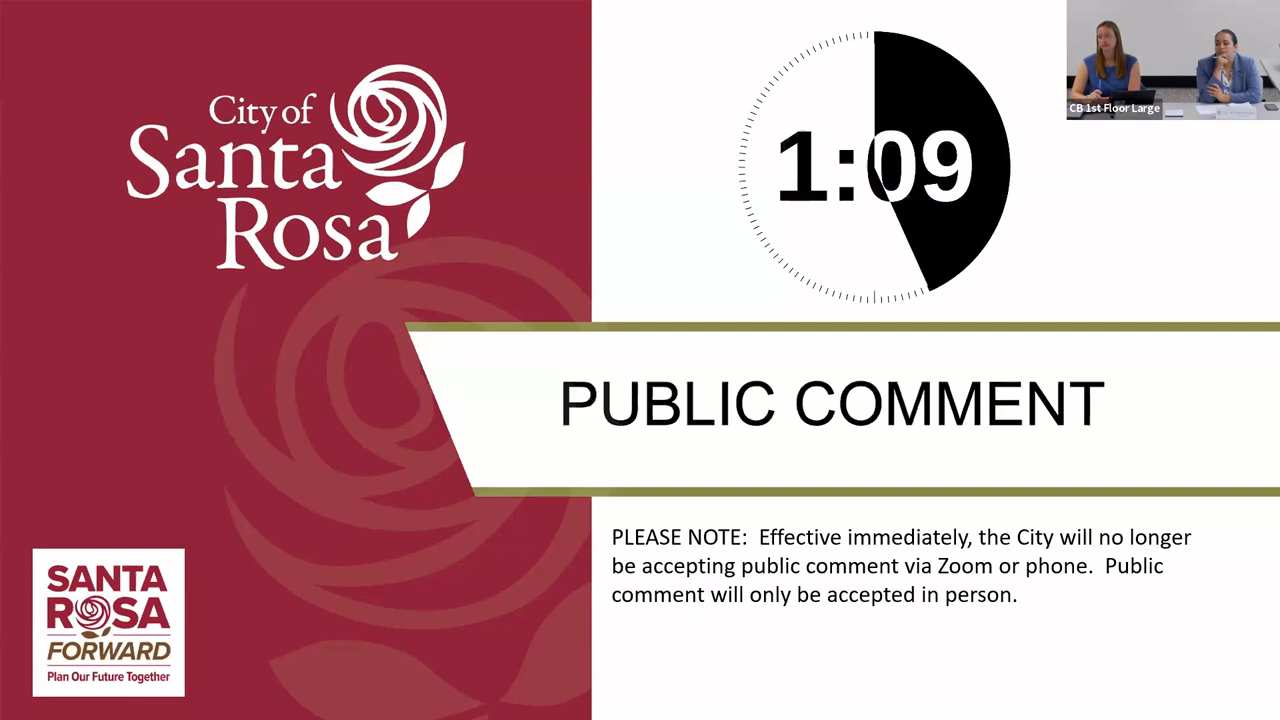 City of
Santa
Rosa
1:09
CB 1st Floor Large
PUBLIC COMMENT
PLEASE NOTE:  Effective immediately, the City will no longer
be accepting public comment via Zoom or phone.  Public
comment will only be accepted in person.
SANTA
ROSA
FORWARD
Plan Our Future Together